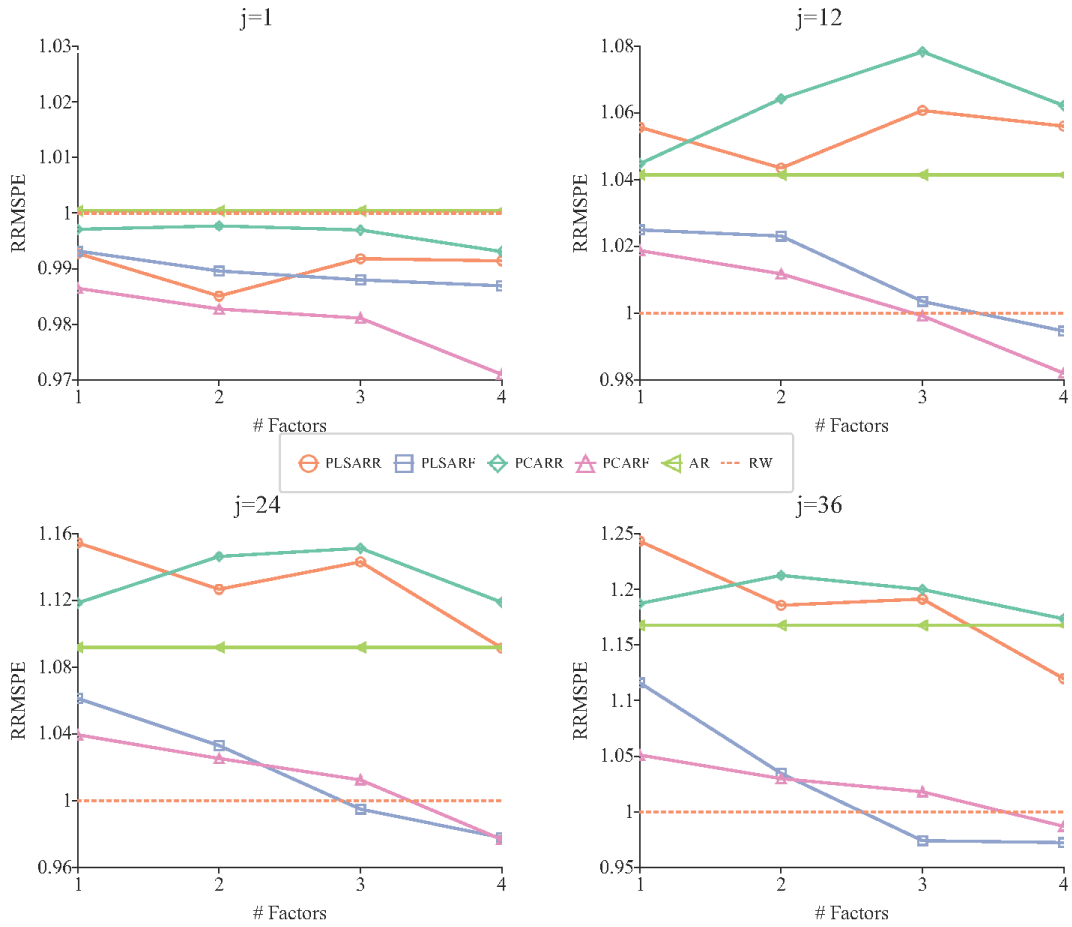 j=1
1.03
1.02
1.01
1
0.99
0.98
0.97
RRMSPE
1 2 3 4
# Factors
j=12
1.08
1.06
1.04
1.02
1
0.98
RRMSPE
1 2 3 4
# Factors
PLSARR PLSARF PCARR PCARF AR RW
j=24
1.16
1.12
1.08
1.04
1
0.96
RRMSPE
1 2 3 4
# Factors
j=36
1.25
1.2
1.15
1.1
1.05
1
0.95
RRMSPE
1 2 3 4
# Factors